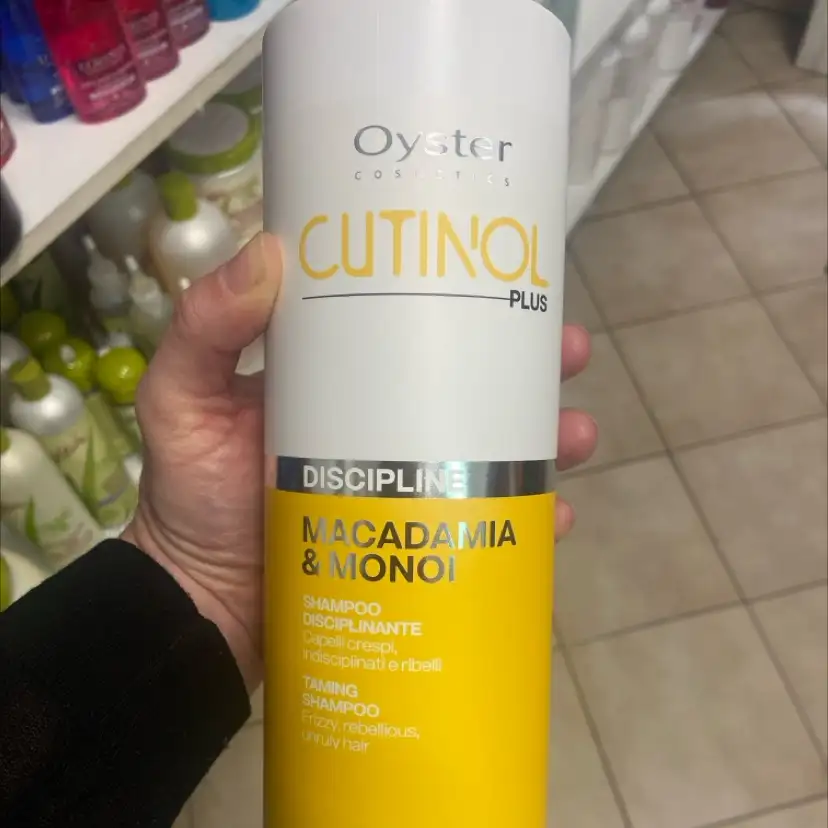 Oyster
COSMETICS
CUTINOL
PLUS
DISCIPLINE
MACADAMIA
& MONOI
SHAMPOO
DISCIPLINANTE
Capelli crespi,
indisciplinati e ribelli
TAMING
SHAMPOO
Frizzy, rebellious,
unruly hair